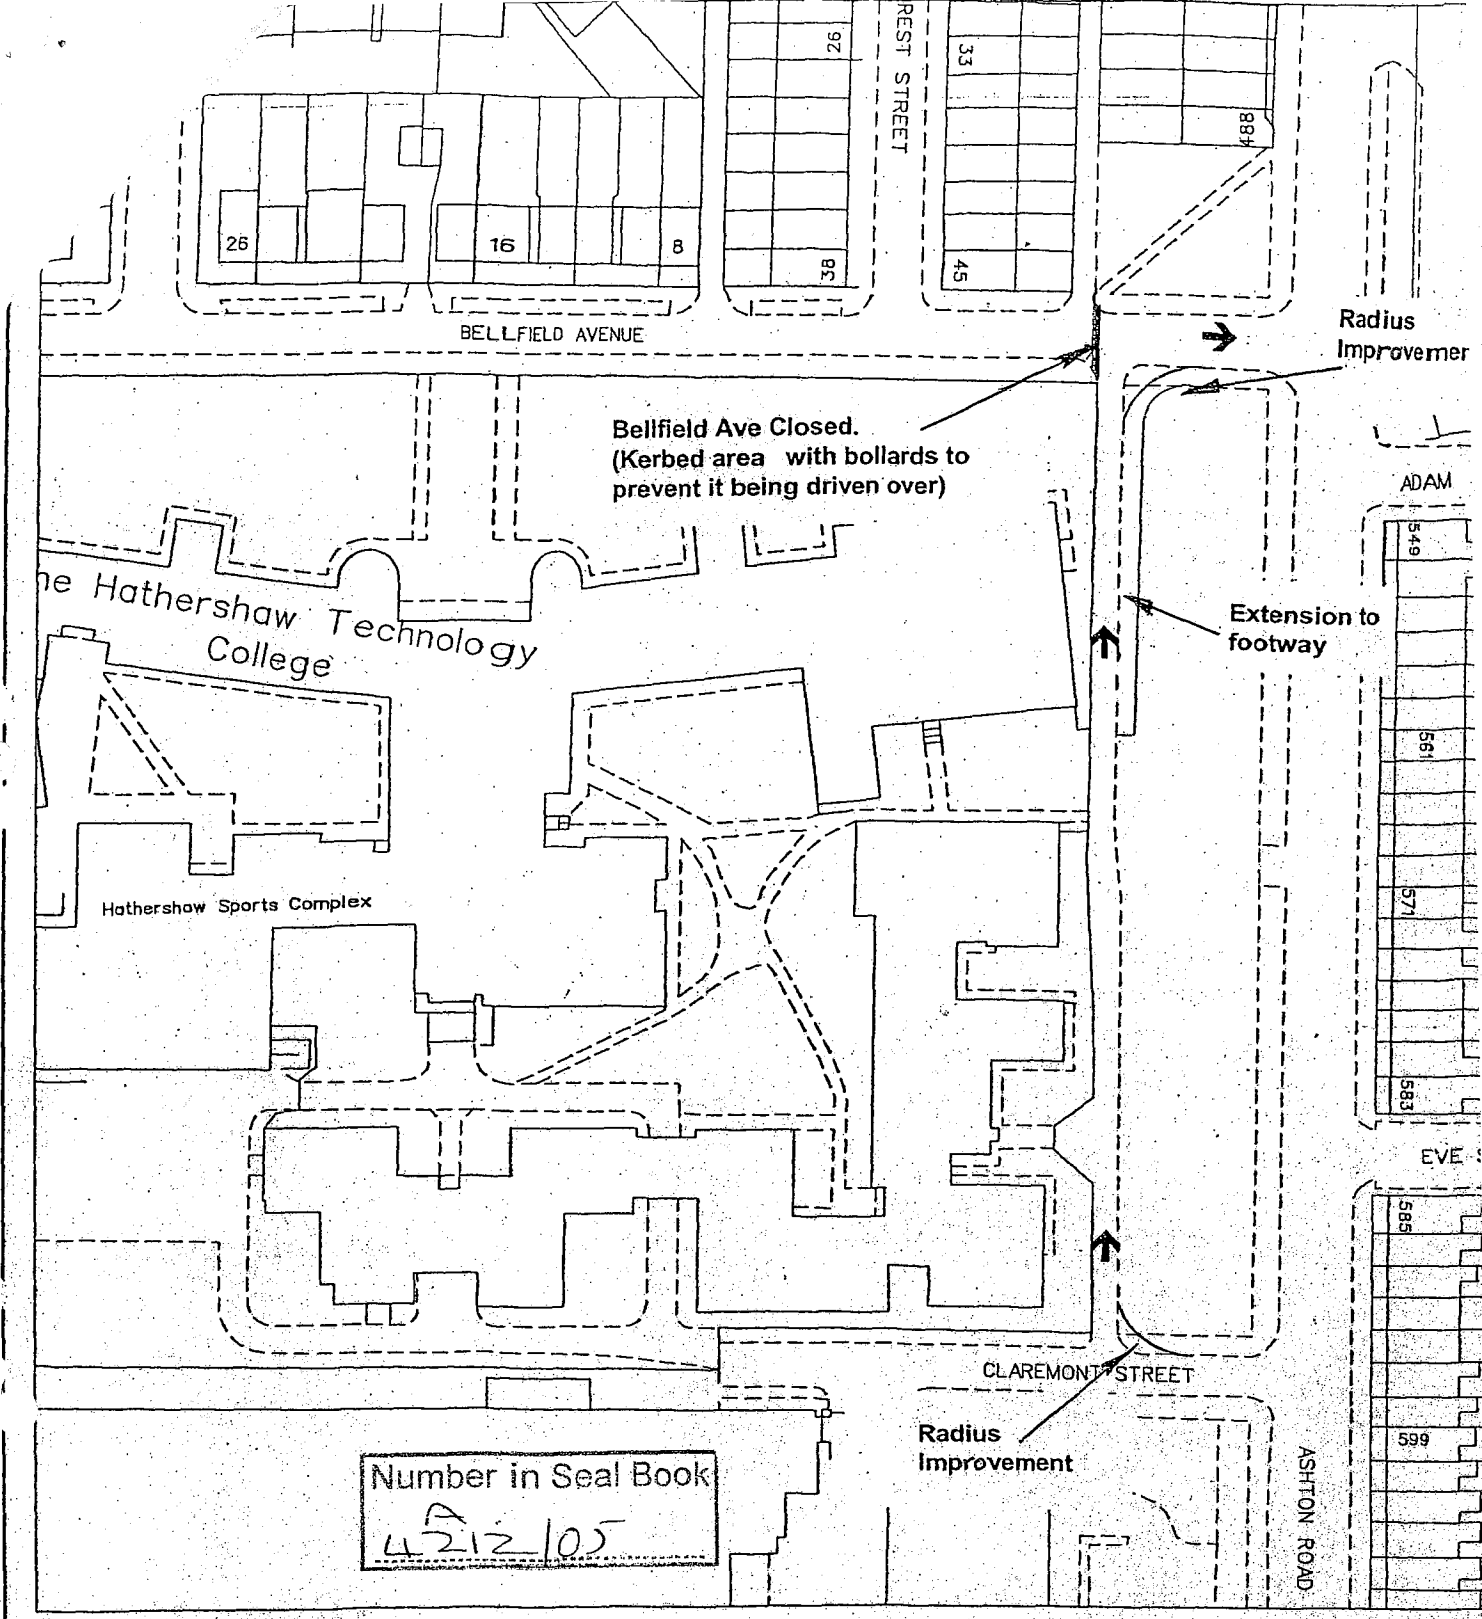 REST STREET
26
33
488
26
16
8
38
45
BELLFIELD AVENUE
Radius
Improvemer
Bellfield Ave Closed.
(Kerbed area with bollards to
prevent it being driven over)
ADAM
549
he Hathershaw Technology
College
Extension to
footway
561
571
Hathershaw Sports Complex
583
EVE S
585
CLAREMONT STREET
Radius
Improvement
599
ASHTON ROAD
Number in Seal Book
A
4212/05